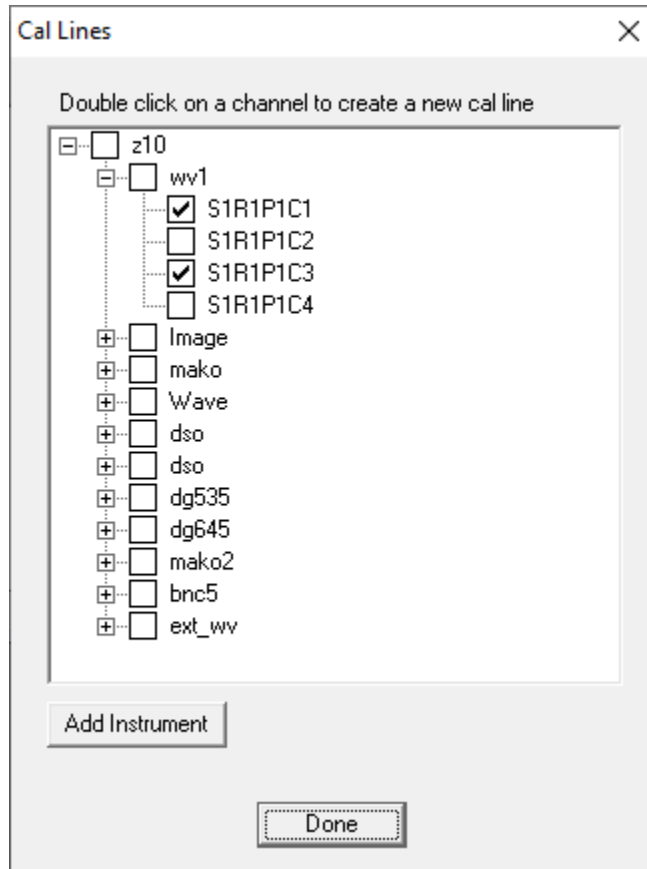 Cal Lines
Double click on a channel to create a new cal line
z10
wv1
S1R1P1C1
S1R1P1C2
S1R1P1C3
S1R1P1C4
Image
mako
Wave
dso
dso
dg535
dg645
mako2
bnc5
ext_wv
Add Instrument
Done